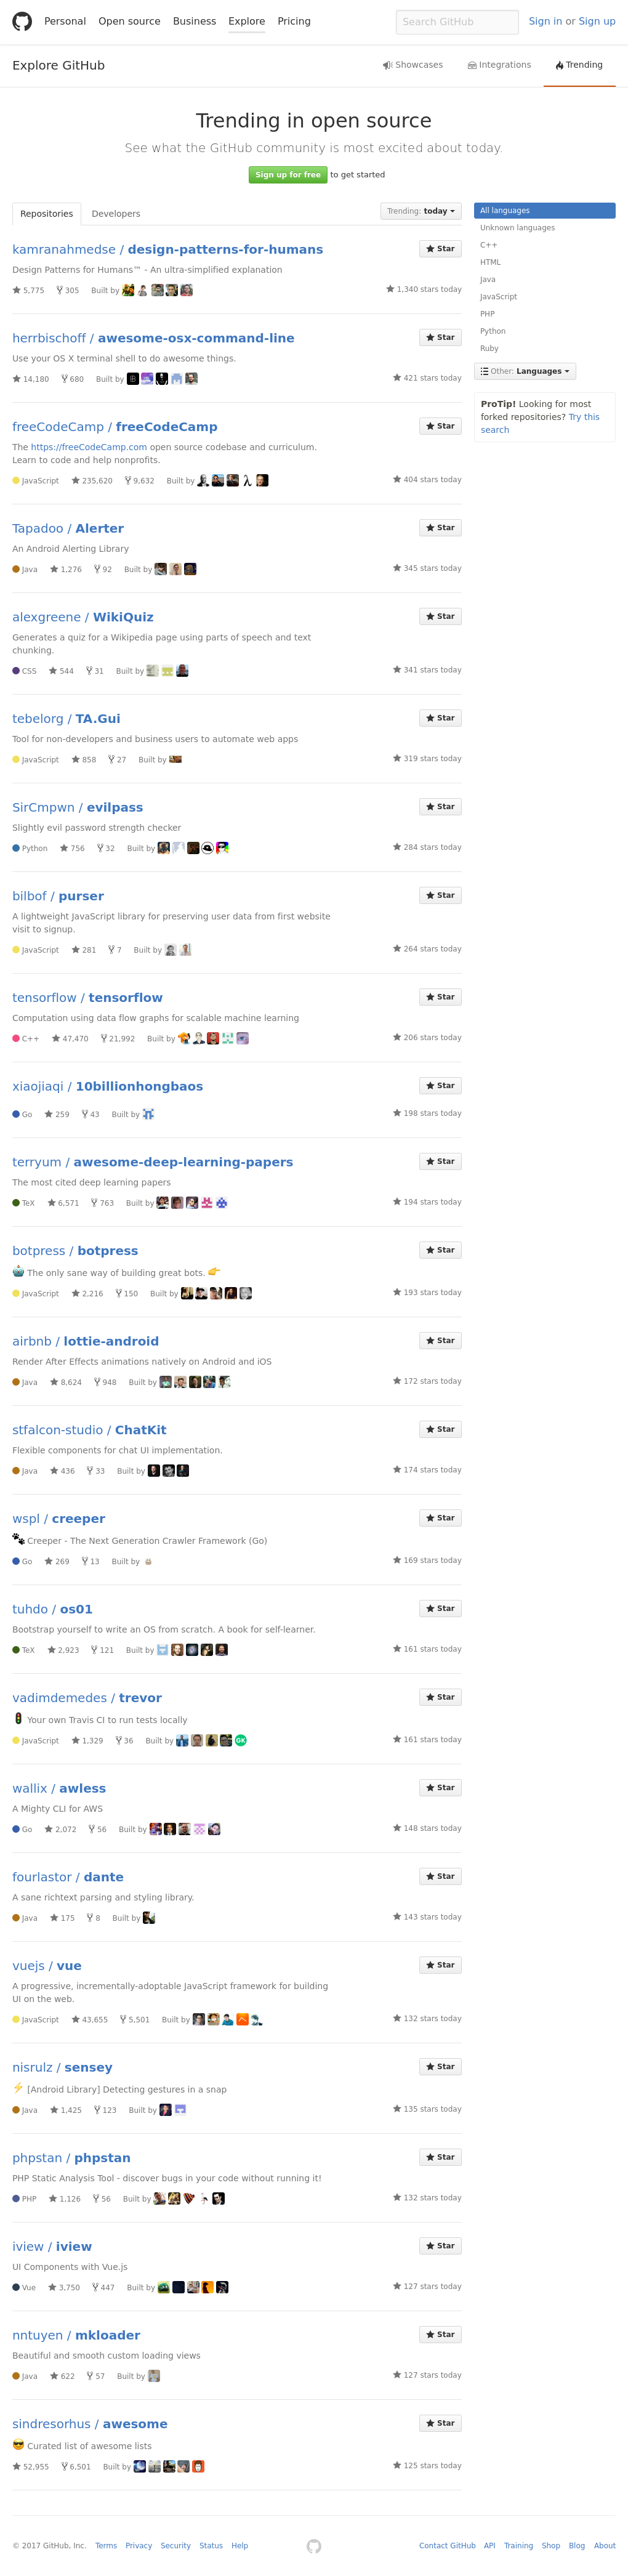 Personal Open source Business Explore Pricing Search GitHub Sign in or Sign up
Explore GitHub Showcases Integrations Trending
Trending in open source
See what the GitHub community is most excited about today.
Sign up for free to get started
Repositories Developers Trending: today
All languages
Unknown languages
C++
HTML
Java
JavaScript
PHP
Python
Ruby
Other: Languages
ProTip! Looking for most
forked repositories? Try this
search
kamranahmedse / design-patterns-for-humans Star
Design Patterns for Humans™ - An ultra-simplified explanation
5,775 305 Built by 1,340 stars today
herrbischoff / awesome-osx-command-line Star
Use your OS X terminal shell to do awesome things.
14,180 680 Built by 421 stars today
freeCodeCamp / freeCodeCamp Star
The https://freeCodeCamp.com open source codebase and curriculum.
Learn to code and help nonprofits.
JavaScript 235,620 9,632 Built by 404 stars today
Tapadoo / Alerter Star
An Android Alerting Library
Java 1,276 92 Built by 345 stars today
alexgreene / WikiQuiz Star
Generates a quiz for a Wikipedia page using parts of speech and text
chunking.
CSS 544 31 Built by 341 stars today
tebelorg / TA.Gui Star
Tool for non-developers and business users to automate web apps
JavaScript 858 27 Built by 319 stars today
SirCmpwn / evilpass Star
Slightly evil password strength checker
Python 756 32 Built by 284 stars today
bilbof / purser Star
A lightweight JavaScript library for preserving user data from first website
visit to signup.
JavaScript 281 7 Built by 264 stars today
tensorflow / tensorflow Star
Computation using data flow graphs for scalable machine learning
C++ 47,470 21,992 Built by 206 stars today
xiaojiaqi / 10billionhongbaos Star
Go 259 43 Built by 198 stars today
terryum / awesome-deep-learning-papers Star
The most cited deep learning papers
TeX 6,571 763 Built by 194 stars today
botpress / botpress Star
🤖 The only sane way of building great bots. 👉
JavaScript 2,216 150 Built by 193 stars today
airbnb / lottie-android Star
Render After Effects animations natively on Android and iOS
Java 8,624 948 Built by 172 stars today
stfalcon-studio / ChatKit Star
Flexible components for chat UI implementation.
Java 436 33 Built by 174 stars today
wspl / creeper Star
🐾 Creeper - The Next Generation Crawler Framework (Go)
Go 269 13 Built by 169 stars today
tuhdo / os01 Star
Bootstrap yourself to write an OS from scratch. A book for self-learner.
TeX 2,923 121 Built by 161 stars today
vadimdemedes / trevor Star
🚦 Your own Travis CI to run tests locally
JavaScript 1,329 36 Built by GK 161 stars today
wallix / awless Star
A Mighty CLI for AWS
Go 2,072 56 Built by 148 stars today
fourlastor / dante Star
A sane richtext parsing and styling library.
Java 175 8 Built by 143 stars today
vuejs / vue Star
A progressive, incrementally-adoptable JavaScript framework for building
UI on the web.
JavaScript 43,655 5,501 Built by 132 stars today
nisrulz / sensey Star
⚡ [Android Library] Detecting gestures in a snap
Java 1,425 123 Built by 135 stars today
phpstan / phpstan Star
PHP Static Analysis Tool - discover bugs in your code without running it!
PHP 1,126 56 Built by 132 stars today
iview / iview Star
UI Components with Vue.js
Vue 3,750 447 Built by 127 stars today
nntuyen / mkloader Star
Beautiful and smooth custom loading views
Java 622 57 Built by 127 stars today
sindresorhus / awesome Star
😎 Curated list of awesome lists
52,955 6,501 Built by 125 stars today
© 2017 GitHub, Inc. Terms Privacy Security Status Help Contact GitHub API Training Shop Blog About